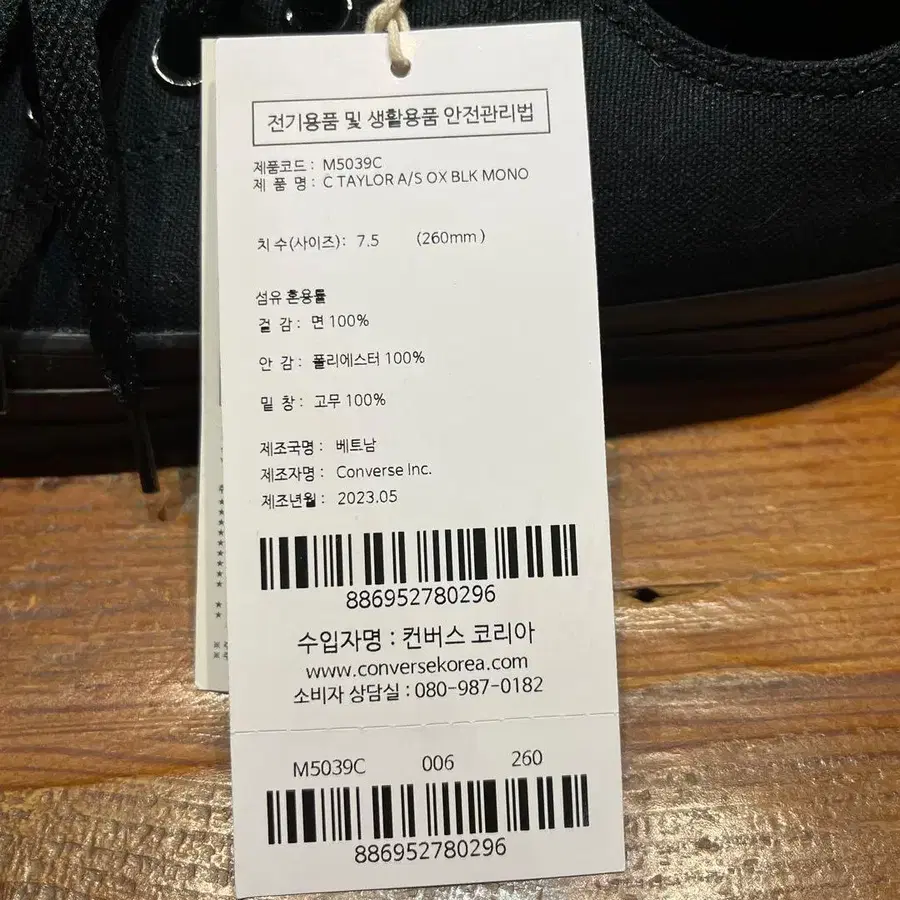 전기용품 및 생활용품 안전관리법
제품코드 : M5039C
제 품 명 : C TAYLOR A/S OX BLK MONO
치 수(사이즈) : 7.5 (260mm)
섬유 혼용률
겉 감 : 면 100%
안 감 : 폴리에스터 100%
밑 창 : 고무 100%
제조국명 : 베트남
제조자명 : Converse Inc.
제조년월 : 2023.05
886952780296
수입자명 : 컨버스 코리아
www.conversekorea.com
소비자 상담실 : 080-987-0182
M5039C 006 260
886952780296